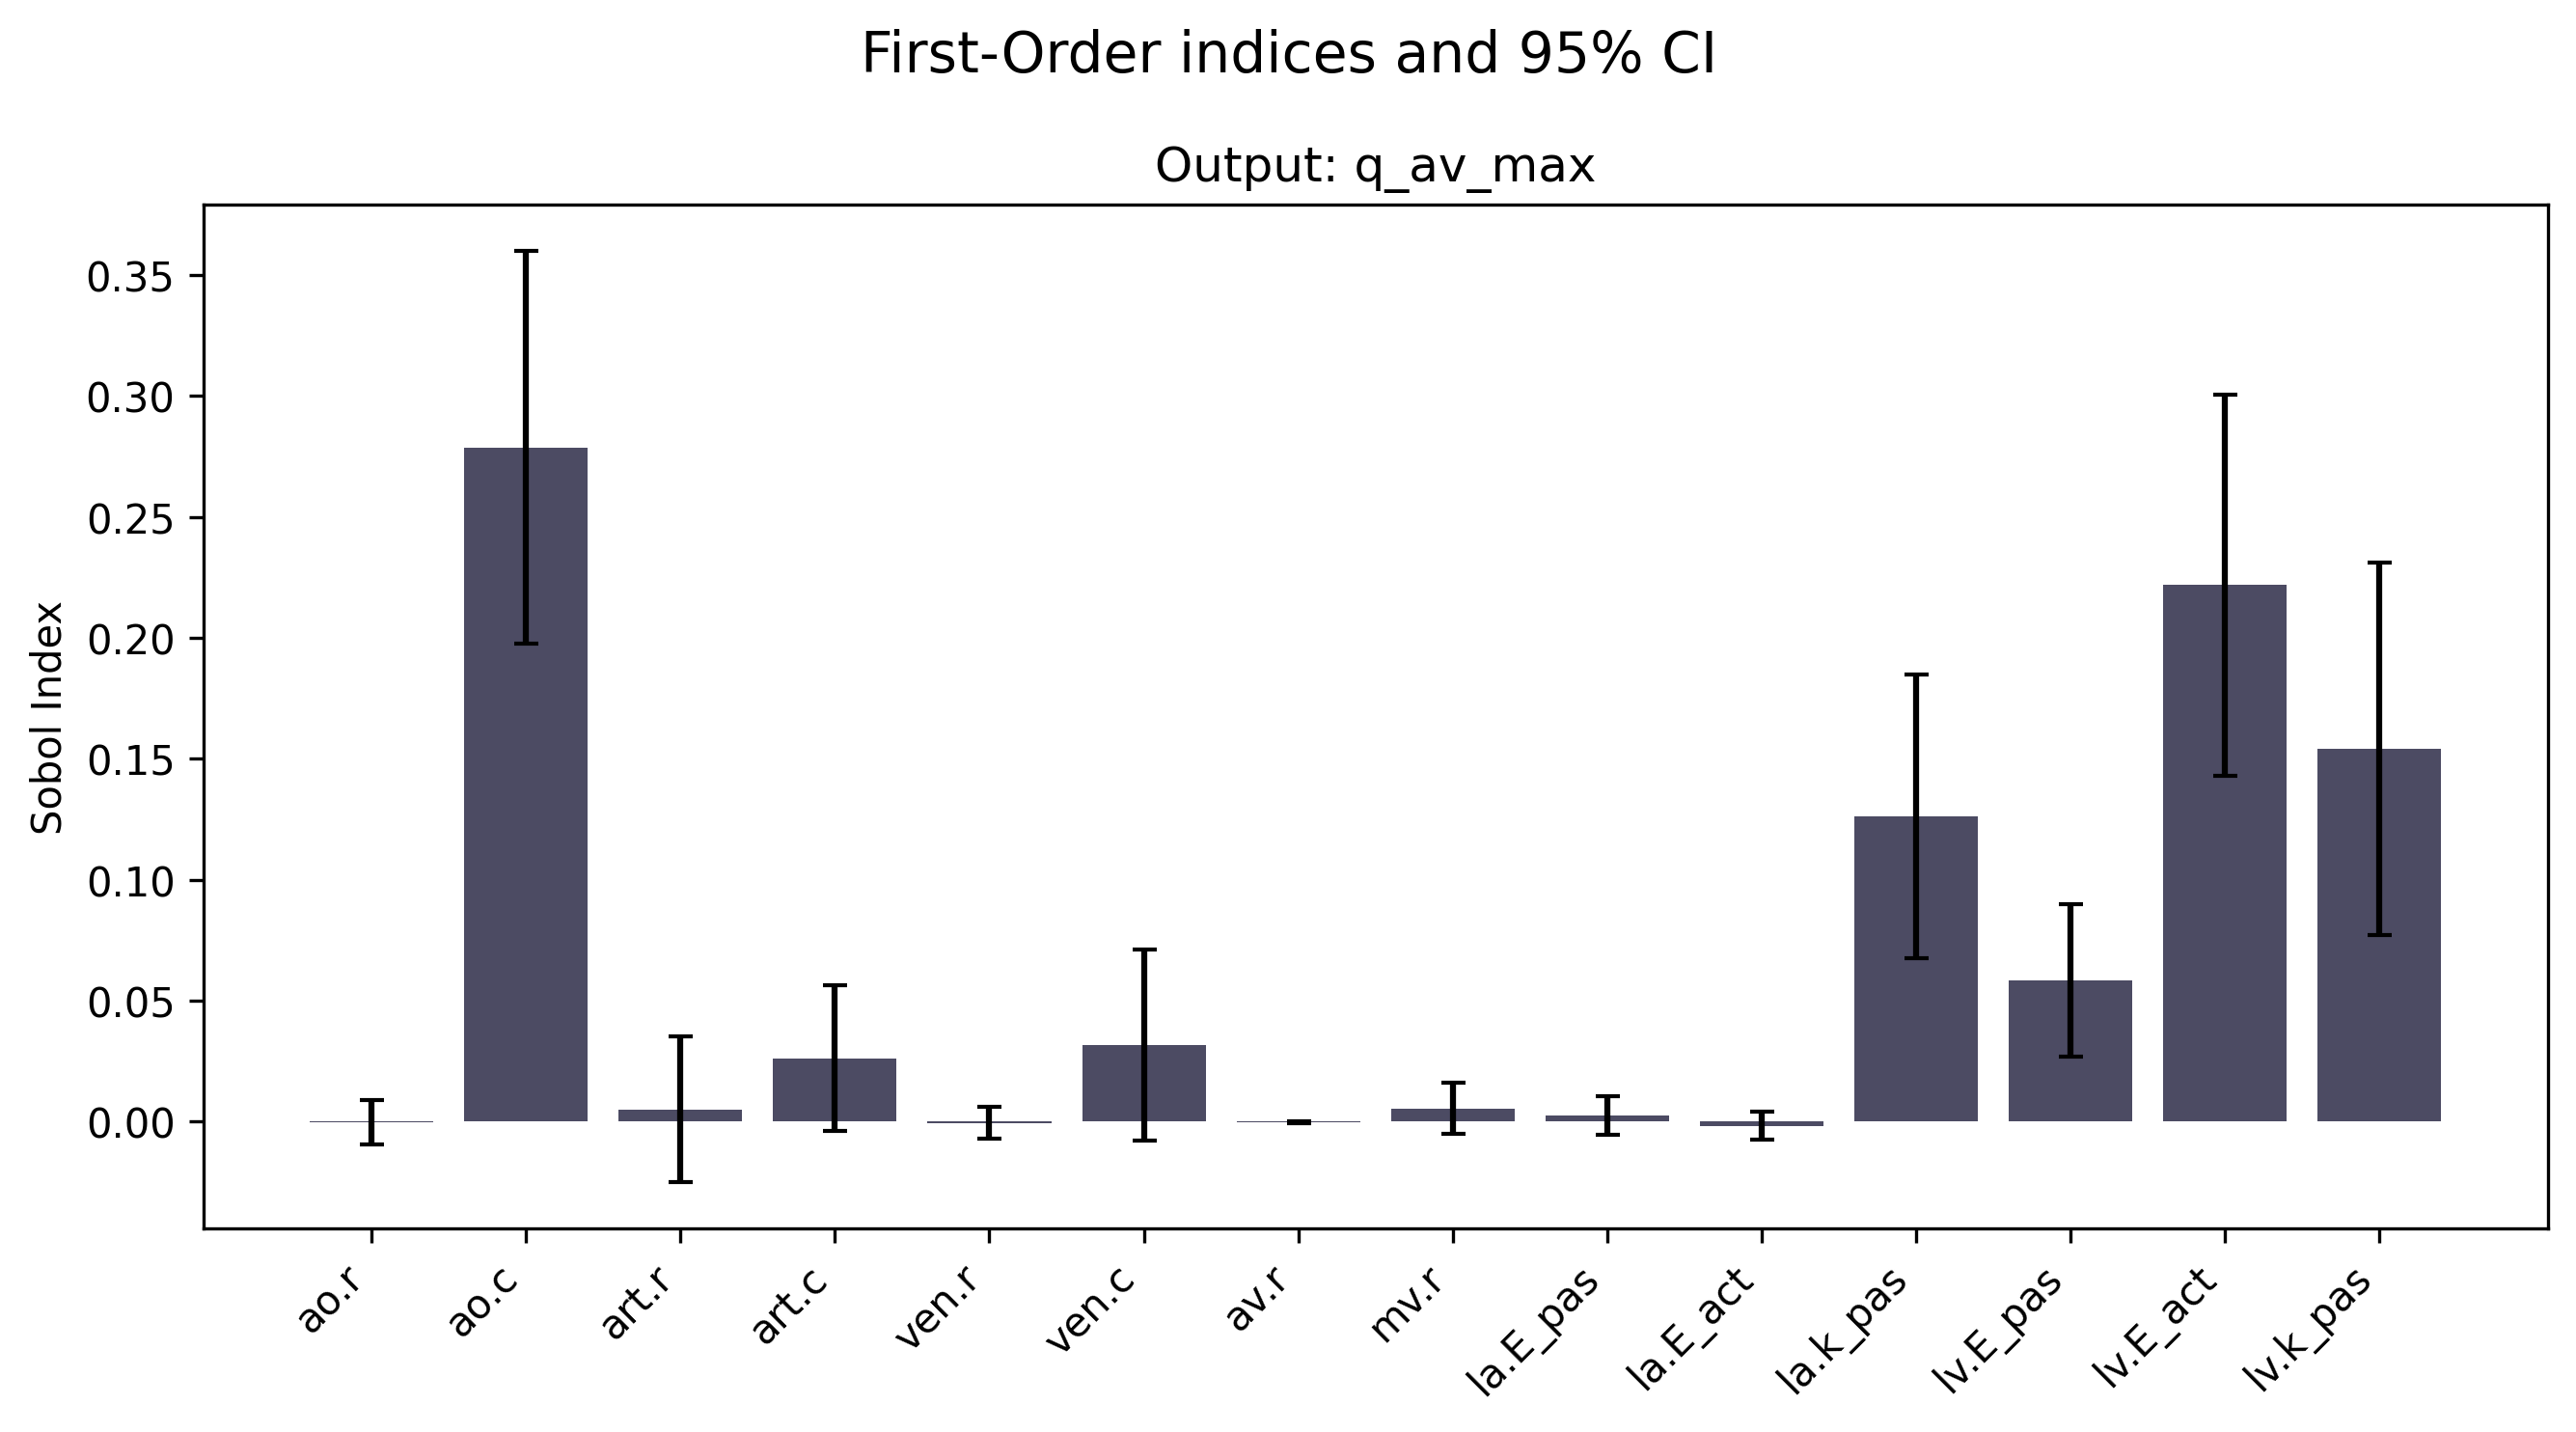 First-Order indices and 95% CI
Output: q_av_max
Sobol Index
0.35
0.30
0.25
0.20
0.15
0.10
0.05
0.00
ao.r
ao.c
art.r
art.c
ven.r
ven.c
av.r
mv.r
la.E_pas
la.E_act
la.k_pas
lv.E_pas
lv.E_act
lv.k_pas